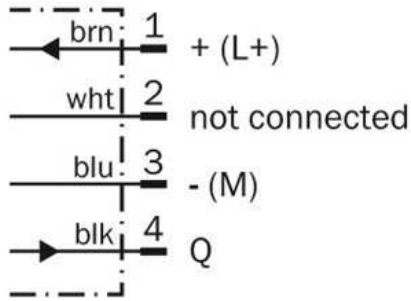 brn 1 + (L+)
wht 2 not connected
blu 3 - (M)
blk 4 Q